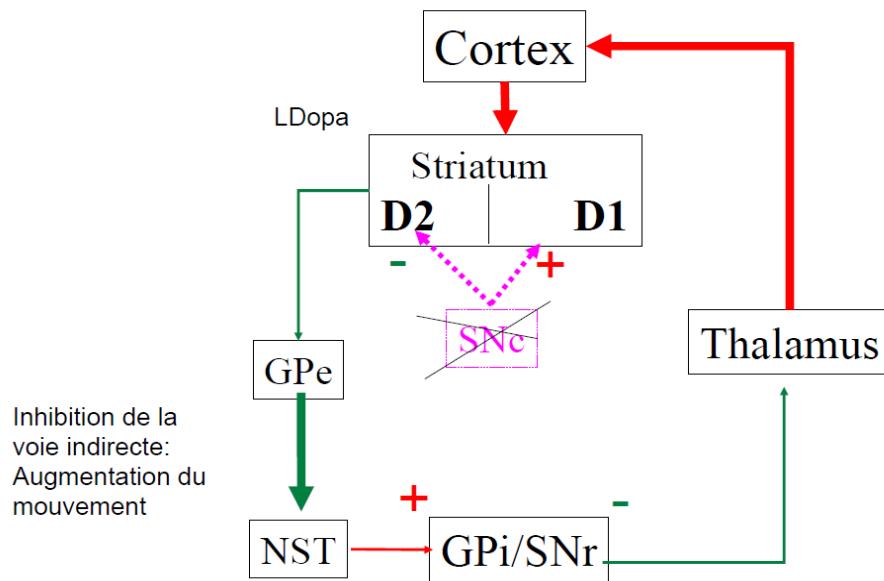 Cortex
LDopa
Striatum
D2 D1
- +
SNc
GPe
Thalamus
Inhibition de la
voie indirecte:
Augmentation du
mouvement
+ -
NST
GPi/SNr